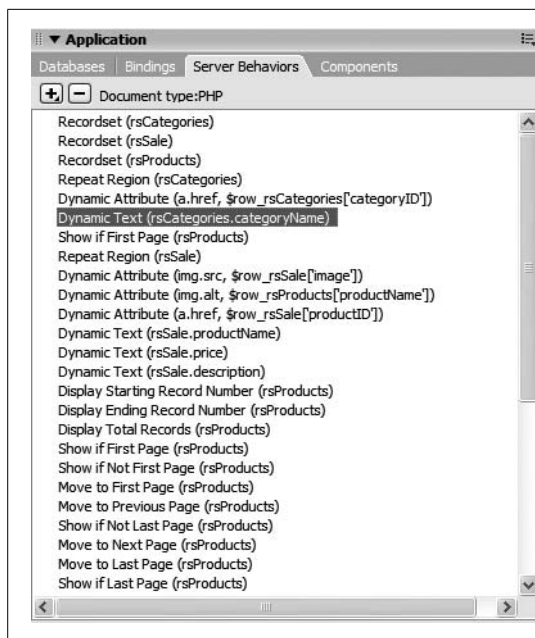 Application
Databases Bindings Server Behaviors Components
Document type:PHP
Recordset (rsCategories)
Recordset (rsSale)
Recordset (rsProducts)
Repeat Region (rsCategories)
Dynamic Attribute (a.href, $row_rsCategories['categoryID'])
Dynamic Text (rsCategories.categoryName)
Show if First Page (rsProducts)
Repeat Region (rsSale)
Dynamic Attribute (img.src, $row_rsSale['image'])
Dynamic Attribute (img.alt, $row_rsProducts['productName'])
Dynamic Attribute (a.href, $row_rsSale['productID'])
Dynamic Text (rsSale.productName)
Dynamic Text (rsSale.price)
Dynamic Text (rsSale.description)
Display Starting Record Number (rsProducts)
Display Ending Record Number (rsProducts)
Display Total Records (rsProducts)
Show if First Page (rsProducts)
Show if Not First Page (rsProducts)
Move to First Page (rsProducts)
Move to Previous Page (rsProducts)
Show if Not Last Page (rsProducts)
Move to Next Page (rsProducts)
Move to Last Page (rsProducts)
Show if Last Page (rsProducts)